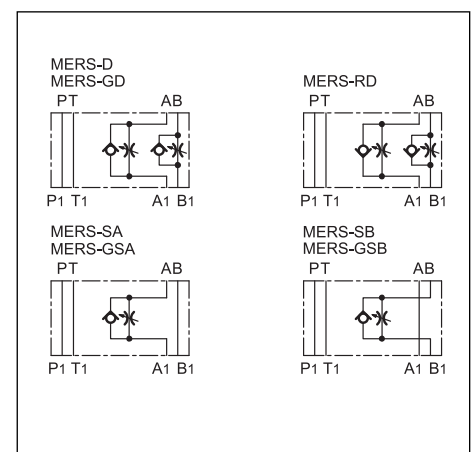 MERS-D
MERS-GD
PT AB
P1 T1 A1 B1
MERS-RD
PT AB
P1 T1 A1 B1
MERS-SA
MERS-GSA
PT AB
P1 T1 A1 B1
MERS-SB
MERS-GSB
PT AB
P1 T1 A1 B1